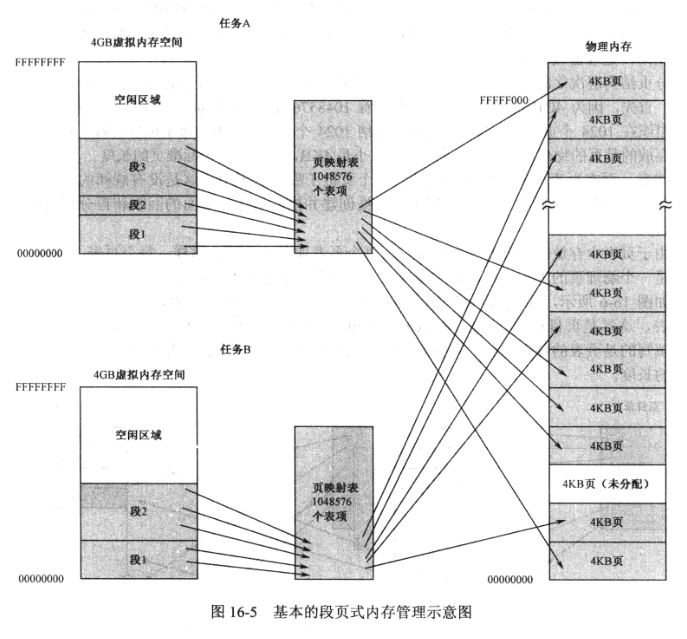 任务A
4GB虚拟内存空间
FFFFFFFF
空闲区域
段3
段2
段1
00000000
页映射表
1048576
个表项
任务B
4GB虚拟内存空间
FFFFFFFF
空闲区域
段2
段1
00000000
页映射表
1048576
个表项
物理内存
FFFFF000
4KB页
4KB页
4KB页
4KB页
4KB页
4KB页
4KB页
4KB页
4KB页
4KB页（未分配）
4KB页
4KB页
00000000
图 16-5 基本的段页式内存管理示意图